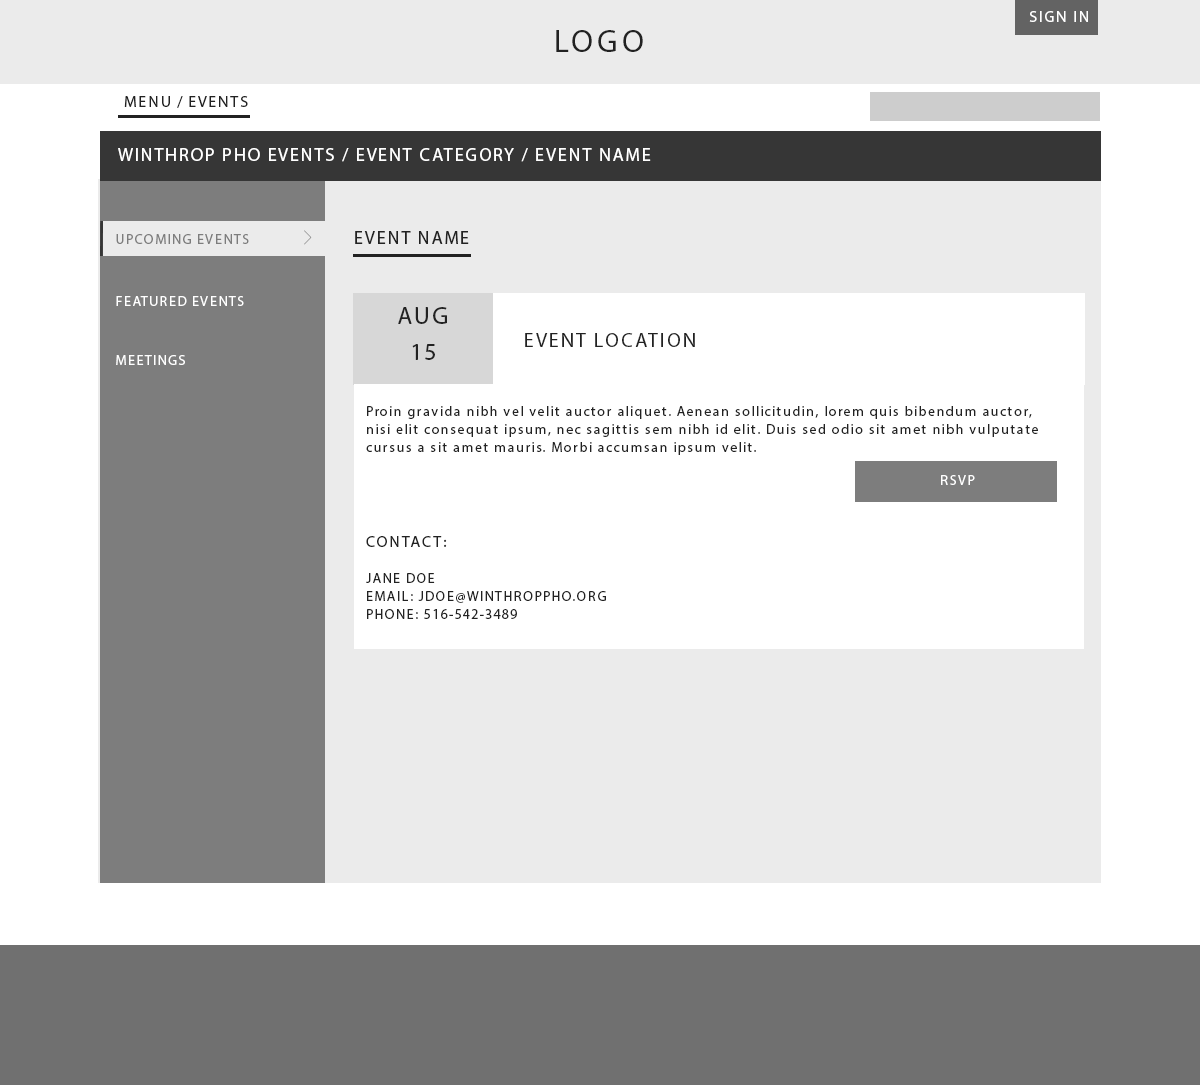 SIGN IN
LOGO
MENU / EVENTS
WINTHROP PHO EVENTS / EVENT CATEGORY / EVENT NAME
UPCOMING EVENTS
FEATURED EVENTS
MEETINGS
EVENT NAME
AUG
15
EVENT LOCATION
Proin gravida nibh vel velit auctor aliquet. Aenean sollicitudin, lorem quis bibendum auctor,
nisi elit consequat ipsum, nec sagittis sem nibh id elit. Duis sed odio sit amet nibh vulputate
cursus a sit amet mauris. Morbi accumsan ipsum velit.
RSVP
CONTACT:
JANE DOE
EMAIL: JDOE@WINTHROPPHO.ORG
PHONE: 516-542-3489